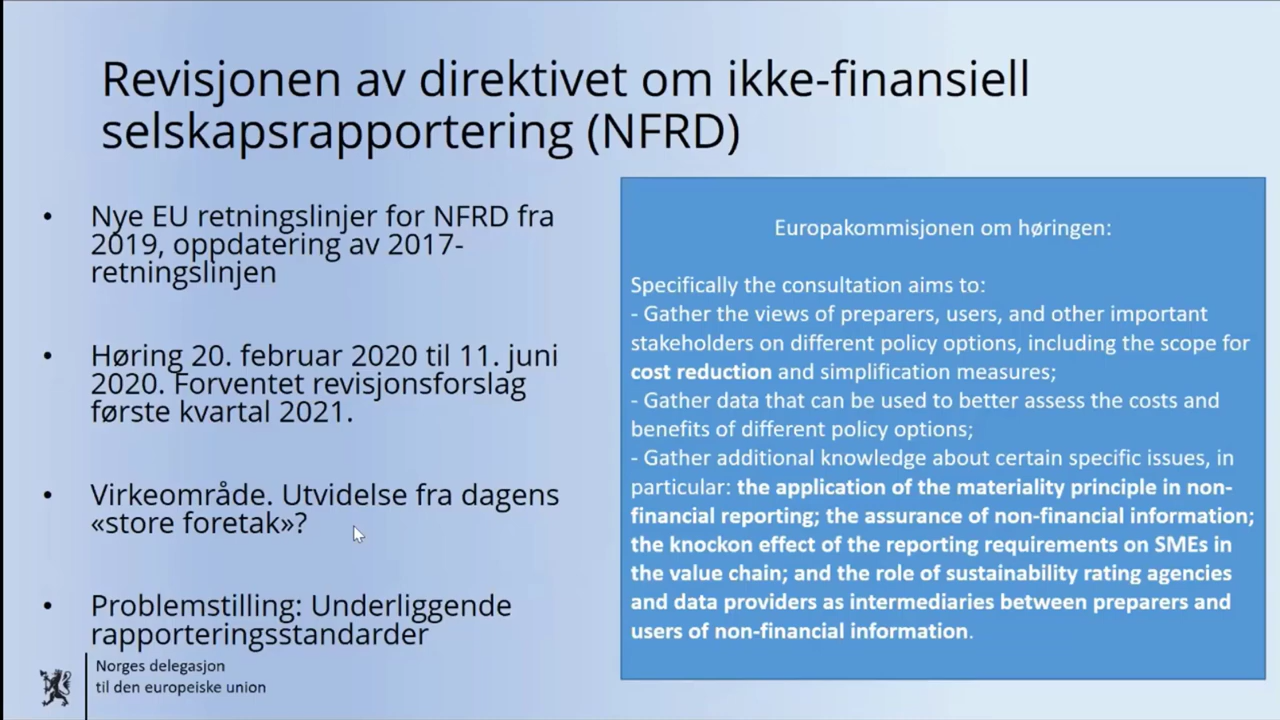 Revisjonen av direktivet om ikke-finansiell
selskapsrapportering (NFRD)
• Nye EU retningslinjer for NFRD fra
2019, oppdatering av 2017-
retningslinjen
• Høring 20. februar 2020 til 11. juni
2020. Forventet revisjonsforslag
første kvartal 2021.
• Virkeområde. Utvidelse fra dagens
«store foretak»?
• Problemstilling: Underliggende
rapporteringsstandarder
Europakommisjonen om høringen:
Specifically the consultation aims to:
- Gather the views of preparers, users, and other important
stakeholders on different policy options, including the scope for
cost reduction and simplification measures;
- Gather data that can be used to better assess the costs and
benefits of different policy options;
- Gather additional knowledge about certain specific issues, in
particular: the application of the materiality principle in non-
financial reporting; the assurance of non-financial information;
the knockon effect of the reporting requirements on SMEs in
the value chain; and the role of sustainability rating agencies
and data providers as intermediaries between preparers and
users of non-financial information.
Norges delegasjon
til den europeiske union